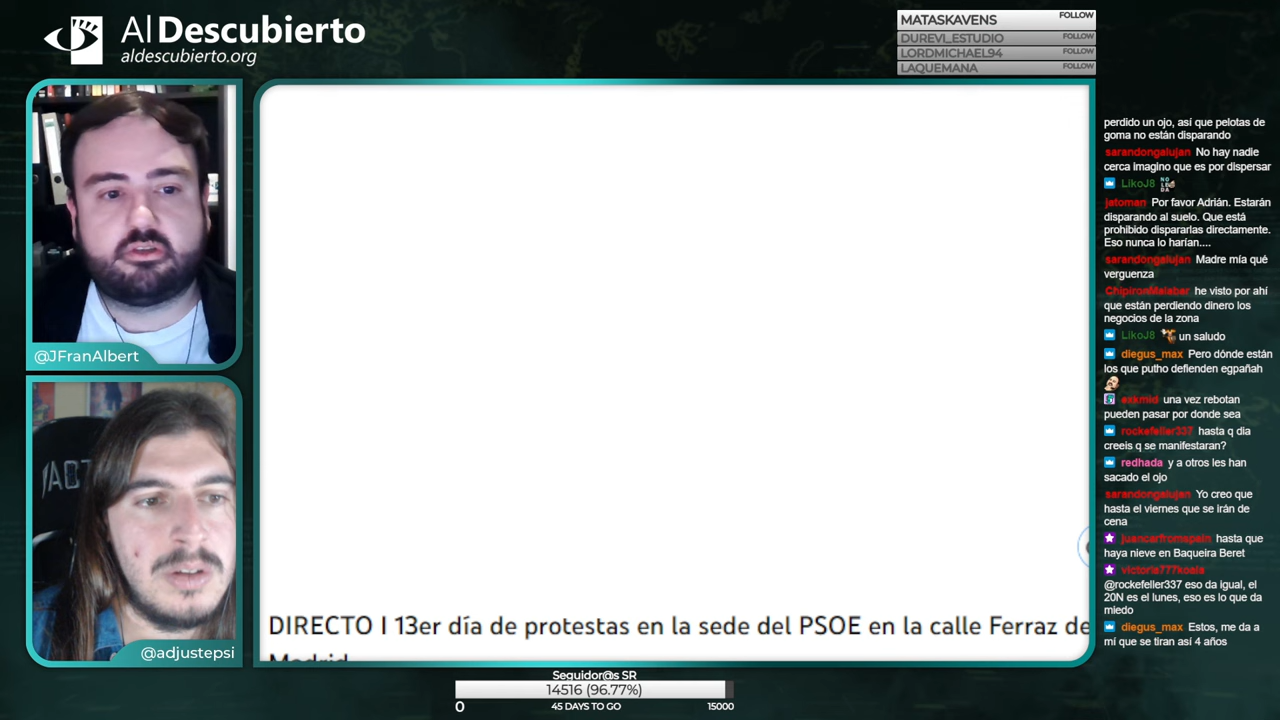 Al Descubierto
aldescubierto.org
MATASKAVENS FOLLOW
DUREVI_ESTUDIO FOLLOW
LORDMICHAEL94 FOLLOW
LAQUEMANA FOLLOW
@JFranAlbert
@adjustepsi
DIRECTO I 13er día de protestas en la sede del PSOE en la calle Ferraz de
Madrid
Seguidor@s SR
14516 (96.77%)
0 45 DAYS TO GO 15000
perdido un ojo, así que pelotas de
goma no están disparando
sarandongalujan No hay nadie
cerca imagino que es por dispersar
LikoJ8
jatoman Por favor Adrián. Estarán
disparando al suelo. Que está
prohibido dispararlas directamente.
Eso nunca lo harían....
sarandongalujan Madre mía qué
verguenza
ChipironMalabar he visto por ahí
que están perdiendo dinero los
negocios de la zona
LikoJ8 un saludo
diegus_max Pero dónde están
los que putho defienden egpañah
una vez rebotan
pueden pasar por donde sea
rockefeller337 hasta q dia
creeis q se manifestaran?
redhada y a otros les han
sacado el ojo
sarandongalujan Yo creo que
hasta el viernes que se irán de
cena
juancarfromspain hasta que
haya nieve en Baqueira Beret
victoria777koala
@rockefeller337 eso da igual, el
20N es el lunes, eso es lo que da
miedo
diegus_max Estos, me da a
mí que se tiran así 4 años